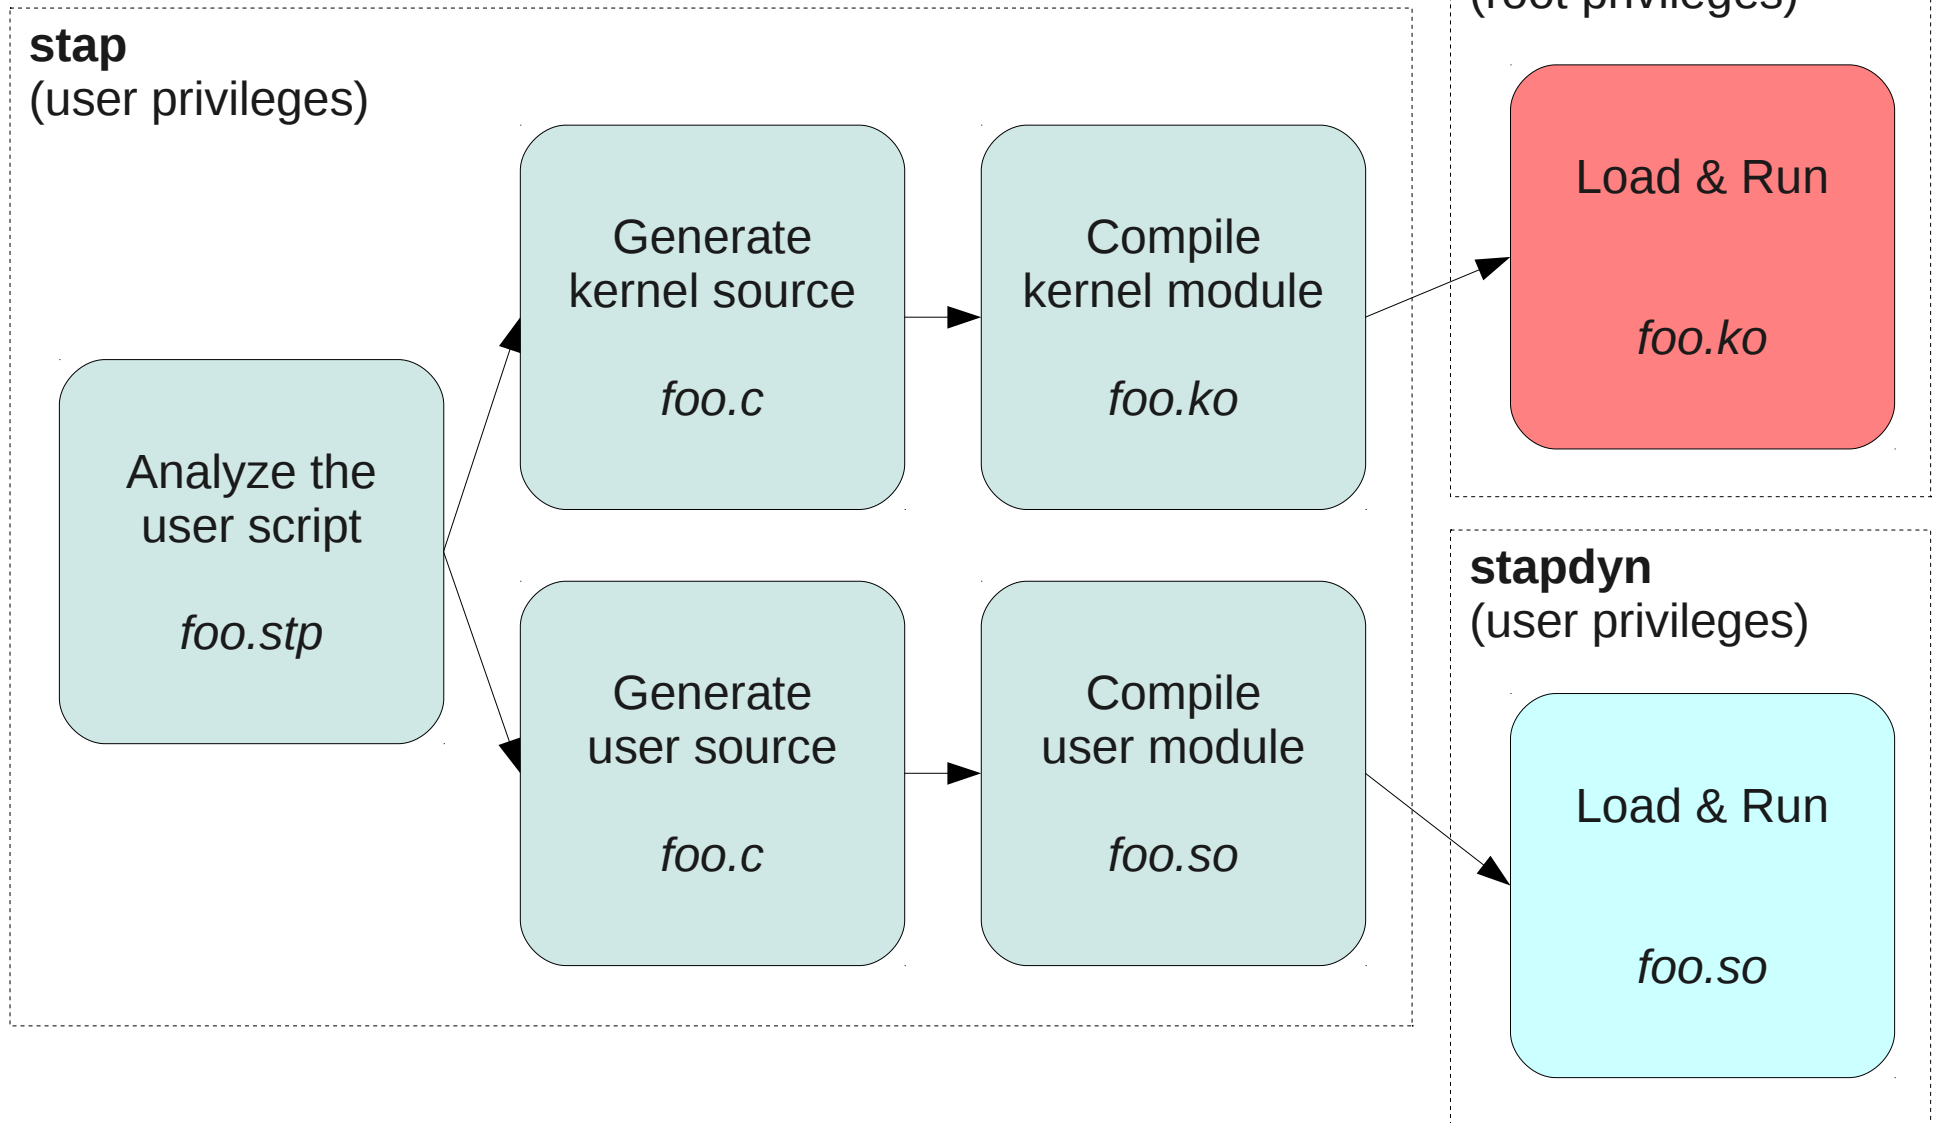 stap
(user privileges)
Analyze the
user script
foo.stp
Generate
kernel source
foo.c
Compile
kernel module
foo.ko
Generate
user source
foo.c
Compile
user module
foo.so
(root privileges)
Load & Run
foo.ko
stapdyn
(user privileges)
Load & Run
foo.so